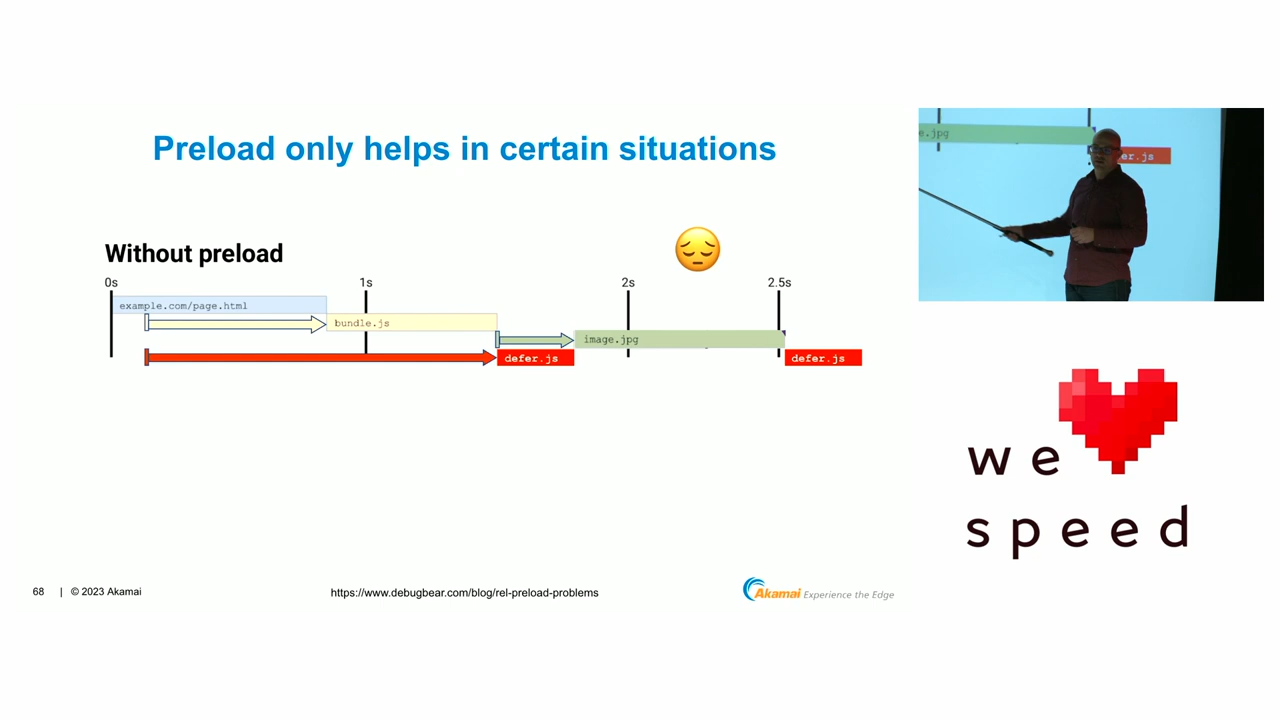 Preload only helps in certain situations
Without preload
0s
1s
2s
2.5s
example.com/page.html
bundle.js
image.jpg
defer.js
defer.js
68 | © 2023 Akamai
https://www.debugbear.com/blog/rel-preload-problems
Akamai Experience the Edge
e.jpg
er.js
we
speed